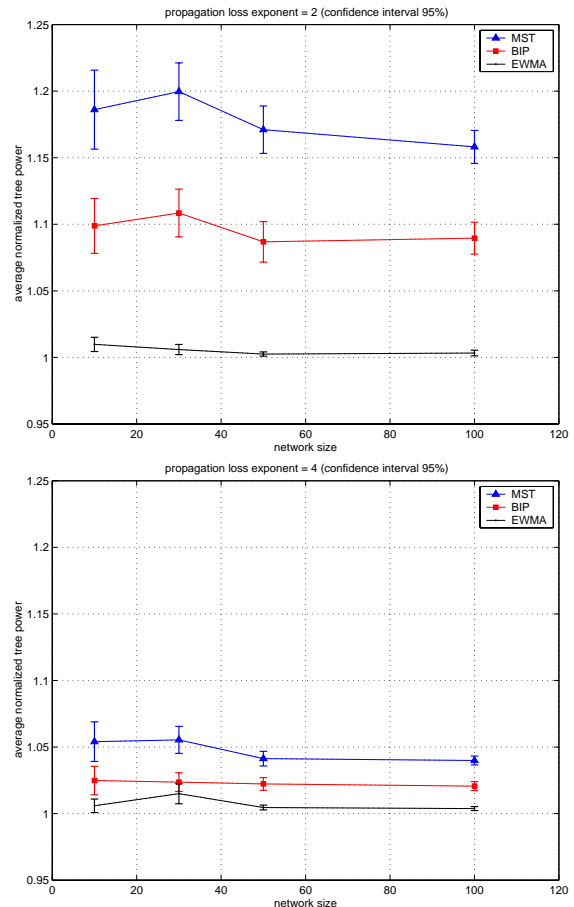 propagation loss exponent = 2 (confidence interval 95%)
1.25
MST
BIP
EWMA
1.2
1.15
1.1
1.05
1
0.95
average normalized tree power
0 20 40 60 80 100 120
network size
propagation loss exponent = 4 (confidence interval 95%)
1.25
MST
BIP
EWMA
1.2
1.15
1.1
1.05
1
0.95
average normalized tree power
0 20 40 60 80 100 120
network size